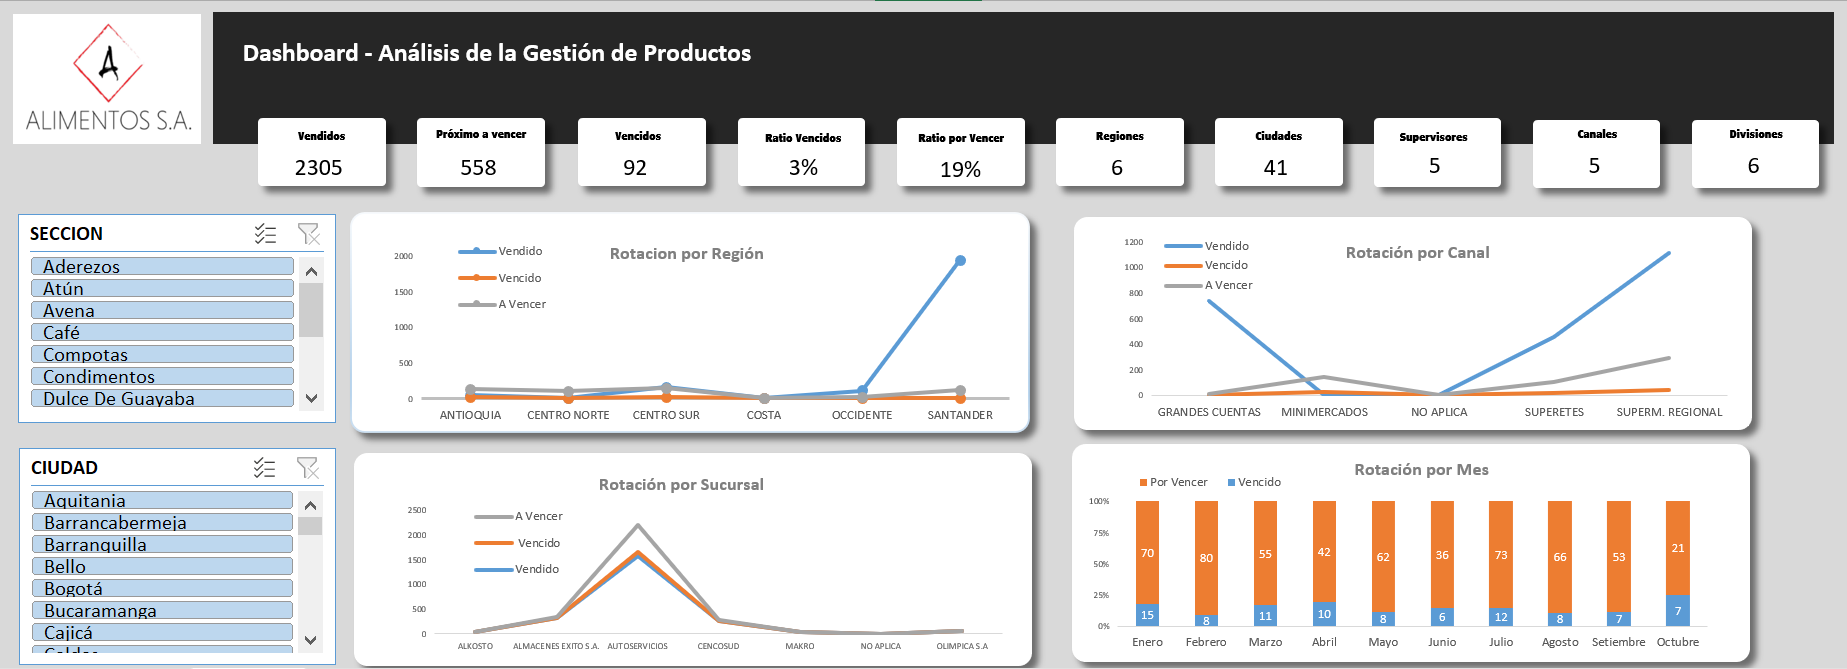 A
ALIMENTOS S.A.
Dashboard - Análisis de la Gestión de Productos
Vendidos
2305
Próximo a vencer
558
Vencidos
92
Ratio Vencidos
3%
Ratio por Vencer
19%
Regiones
6
Ciudades
41
Supervisores
5
Canales
5
Divisiones
6
SECCION
Aderezos
Atún
Avena
Café
Compotas
Condimentos
Dulce De Guayaba
CIUDAD
Aquitania
Barrancabermeja
Barranquilla
Bello
Bogotá
Bucaramanga
Cajicá
Caldas
Rotacion por Región
Vendido
Vencido
A Vencer
2000
1500
1000
500
0
ANTIOQUIA CENTRO NORTE CENTRO SUR COSTA OCCIDENTE SANTANDER
Rotación por Canal
Vendido
Vencido
A Vencer
1200
1000
800
600
400
200
0
GRANDES CUENTAS MINIMERCADOS NO APLICA SUPERETES SUPERM. REGIONAL
Rotación por Sucursal
A Vencer
Vencido
Vendido
2500
2000
1500
1000
500
0
ALKOSTO ALMACENES EXITO S.A. AUTOSERVICIOS CENCOSUD MAKRO NO APLICA OLIMPICA S.A
Rotación por Mes
Por Vencer Vencido
100%
75%
50%
25%
0%
70 80 55 42 62 36 73 66 53 21
15 8 11 10 8 6 12 8 7 7
Enero Febrero Marzo Abril Mayo Junio Julio Agosto Setiembre Octubre